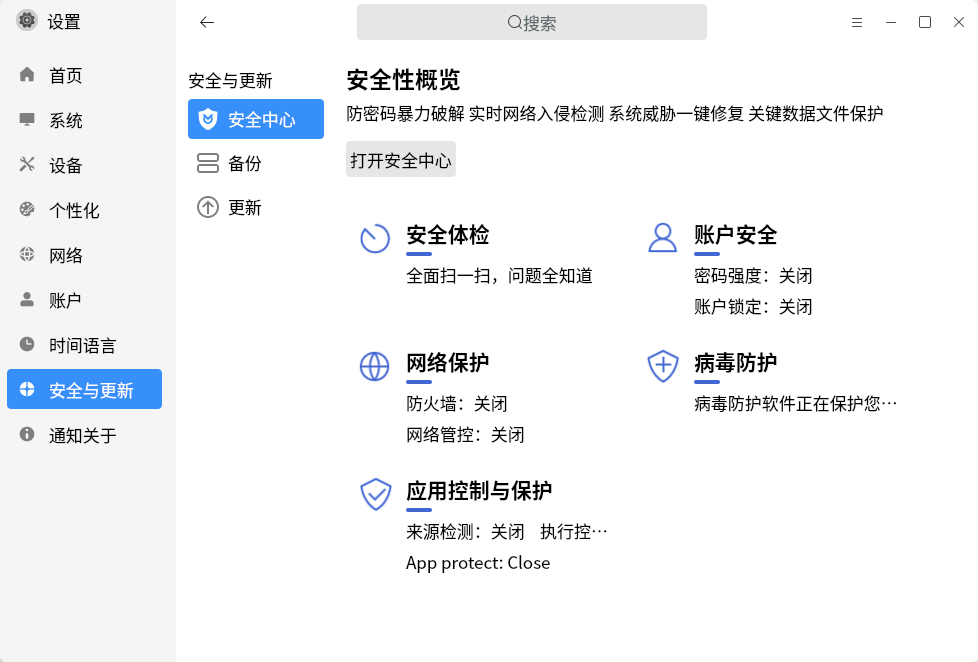 设置
搜索
首页
系统
设备
个性化
网络
账户
时间语言
安全与更新
通知关于
安全与更新
安全中心
备份
更新
安全性概览
防密码暴力破解 实时网络入侵检测 系统威胁一键修复 关键数据文件保护
打开安全中心
安全体检
全面扫一扫，问题全知道
账户安全
密码强度：关闭
账户锁定：关闭
网络保护
防火墙：关闭
网络管控：关闭
病毒防护
病毒防护软件正在保护您…
应用控制与保护
来源检测：关闭 执行控…
App protect: Close